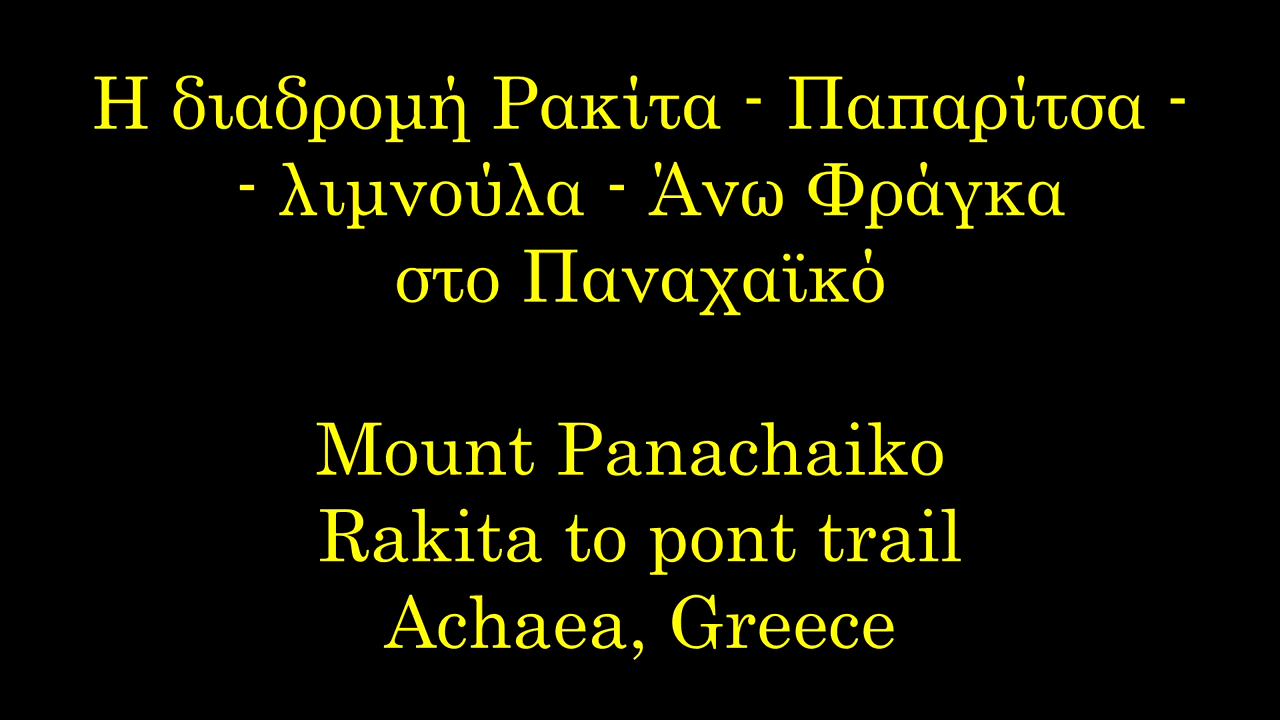 Η διαδρομή Ρακίτα - Παπαρίτσα -
- λιμνούλα - Άνω Φράγκα
στο Παναχαϊκό
Mount Panachaiko
Rakita to pont trail
Achaea, Greece